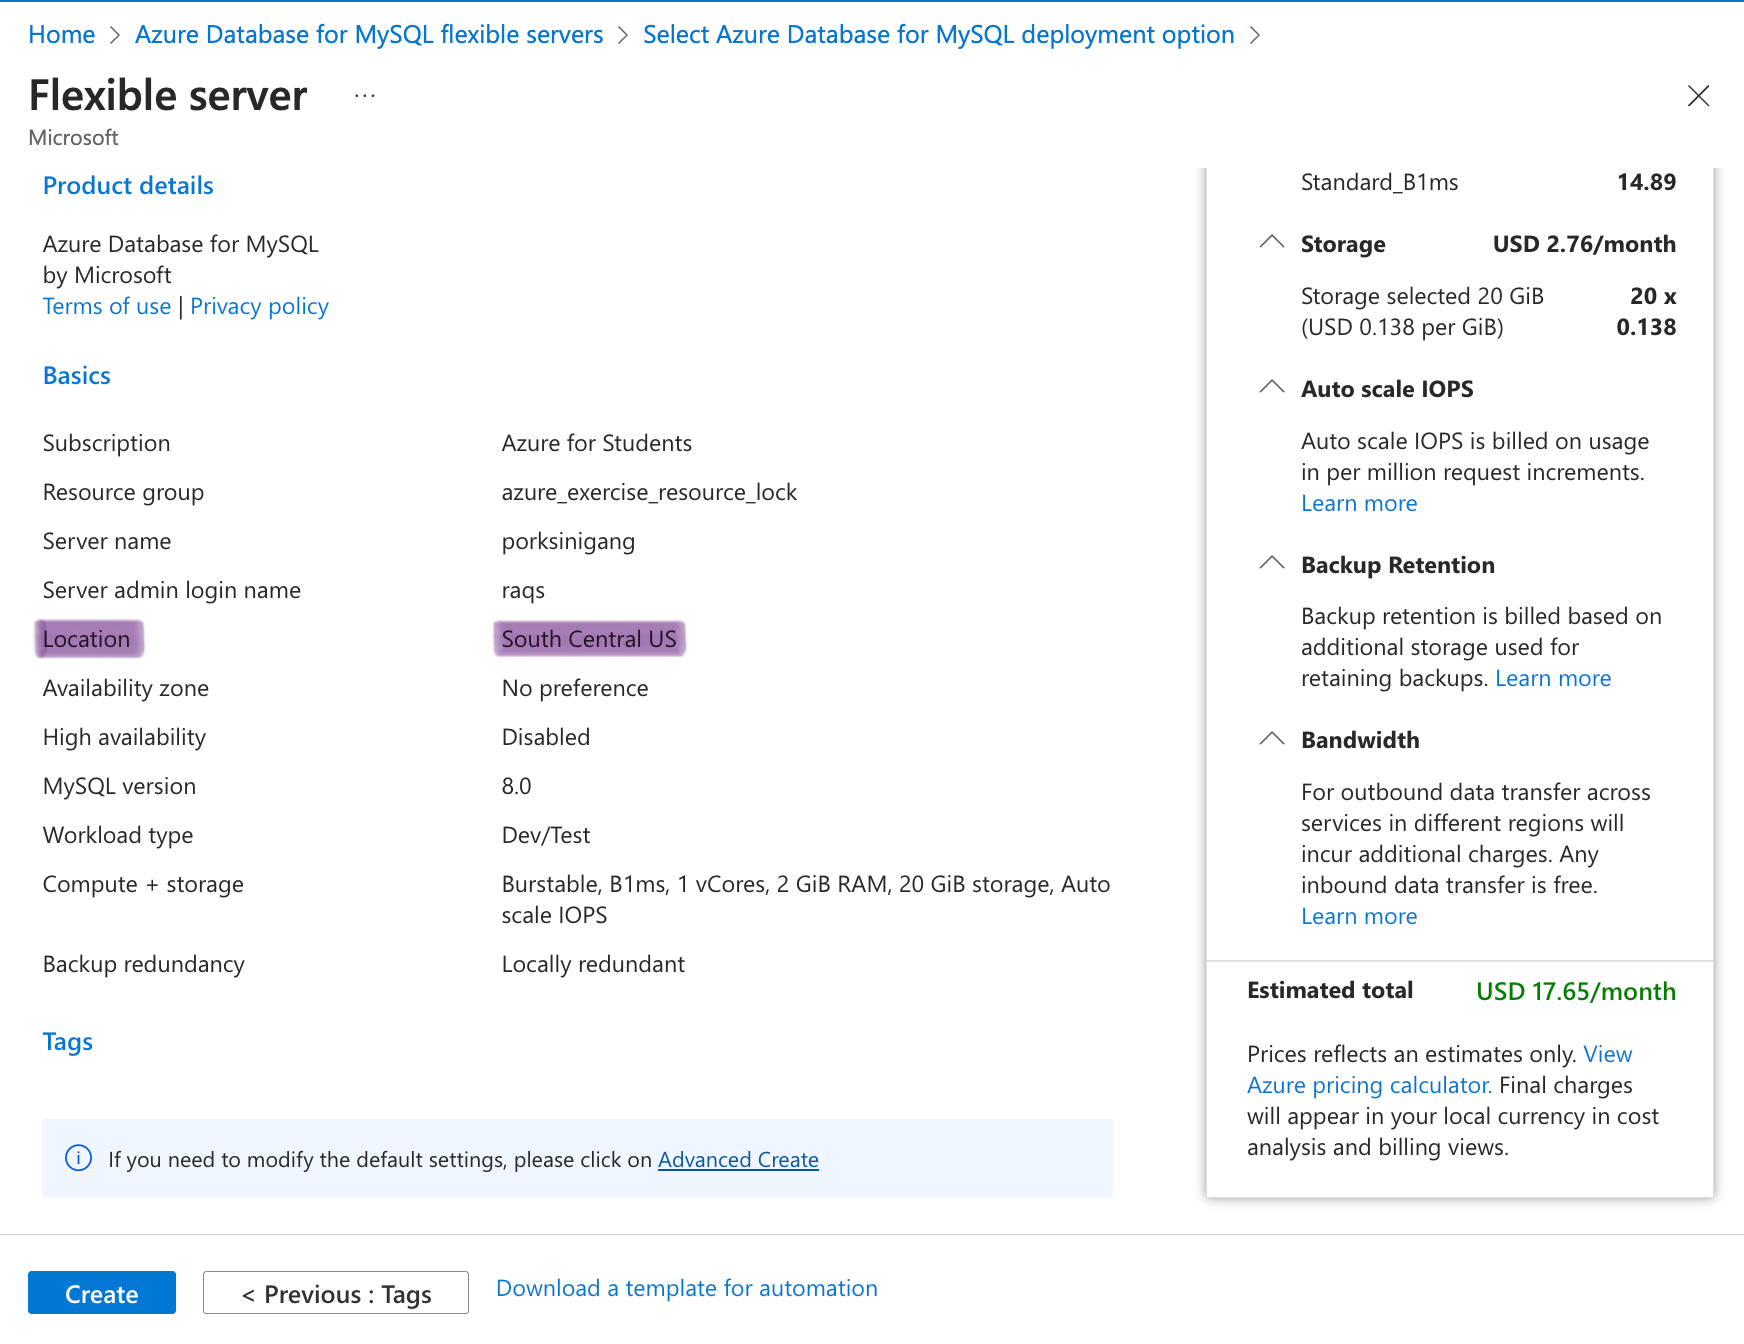 Home > Azure Database for MySQL flexible servers > Select Azure Database for MySQL deployment option >
Flexible server ...
Microsoft
Product details
Azure Database for MySQL
by Microsoft
Terms of use | Privacy policy
Basics
Subscription Azure for Students
Resource group azure_exercise_resource_lock
Server name porksinigang
Server admin login name raqs
Location South Central US
Availability zone No preference
High availability Disabled
MySQL version 8.0
Workload type Dev/Test
Compute + storage Burstable, B1ms, 1 vCores, 2 GiB RAM, 20 GiB storage, Auto
scale IOPS
Backup redundancy Locally redundant
Tags
If you need to modify the default settings, please click on Advanced Create
Standard_B1ms 14.89
Storage USD 2.76/month
Storage selected 20 GiB 20 x
(USD 0.138 per GiB) 0.138
Auto scale IOPS
Auto scale IOPS is billed on usage
in per million request increments.
Learn more
Backup Retention
Backup retention is billed based on
additional storage used for
retaining backups. Learn more
Bandwidth
For outbound data transfer across
services in different regions will
incur additional charges. Any
inbound data transfer is free.
Learn more
Estimated total USD 17.65/month
Prices reflects an estimates only. View
Azure pricing calculator. Final charges
will appear in your local currency in cost
analysis and billing views.
Create < Previous : Tags Download a template for automation